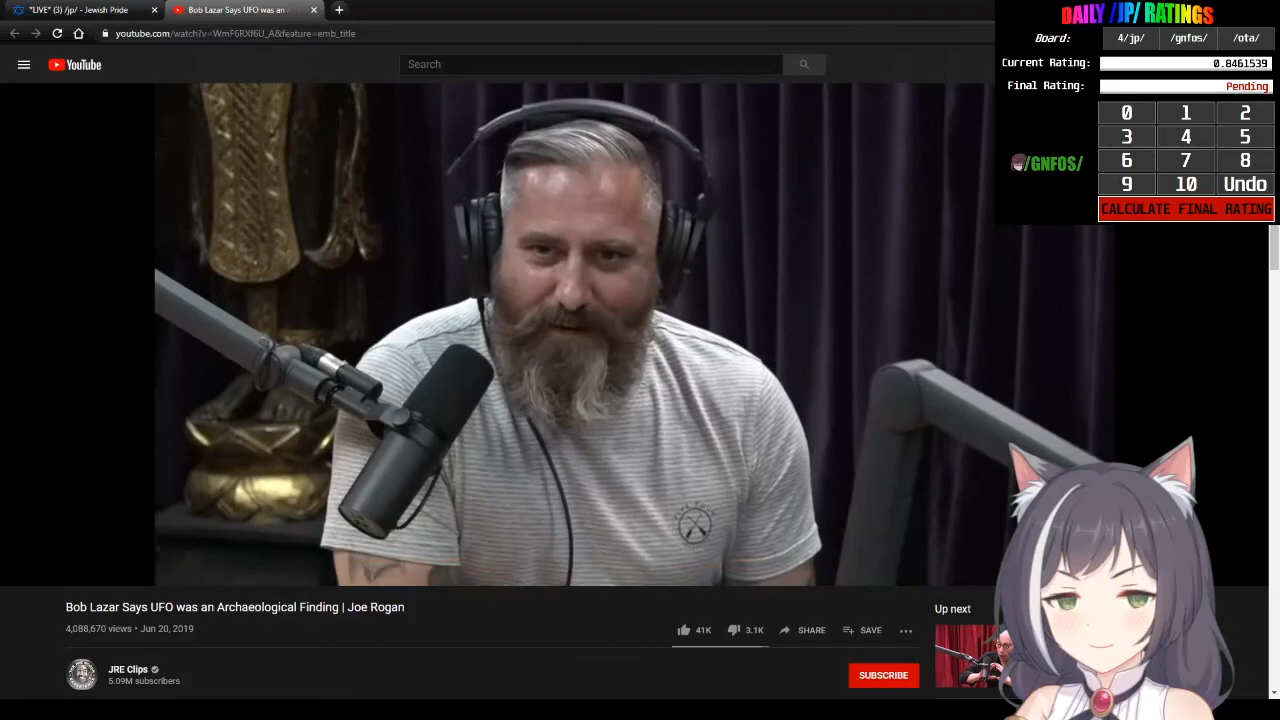 *LIVE* (3) /jp/ - Jewish Pride
Bob Lazar Says UFO was an A
youtube.com/watch?v=WmF6RXf6U_A&feature=emb_title
YouTube
Search
DAILY /JP/ RATINGS
Board:
4/jp/
/gnfos/
/ota/
Current Rating:
0.8461539
Final Rating:
Pending
/GNFOS/
0 1 2
3 4 5
6 7 8
9 10 Undo
CALCULATE FINAL RATING
Bob Lazar Says UFO was an Archaeological Finding | Joe Rogan
4,088,670 views • Jun 20, 2019
41K
3.1K
SHARE
SAVE
Up next
JRE Clips
5.09M subscribers
SUBSCRIBE